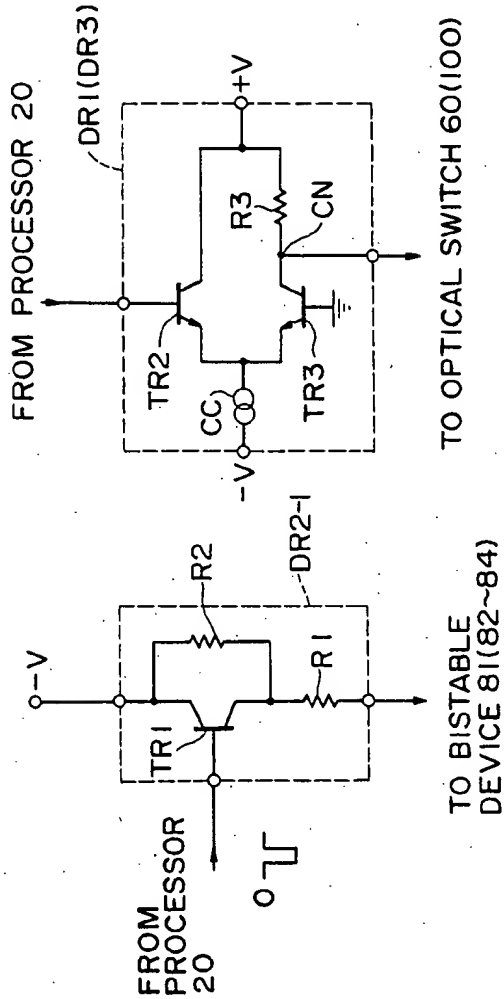 FROM
PROCESSOR
20
0
-V
TR1
R2
DR2-1
R1
TO BISTABLE
DEVICE 81(82~84)
FROM PROCESSOR 20
DR1(DR3)
TR2
CC
-V
+V
R3
CN
TR3
TO OPTICAL SWITCH 60(100)